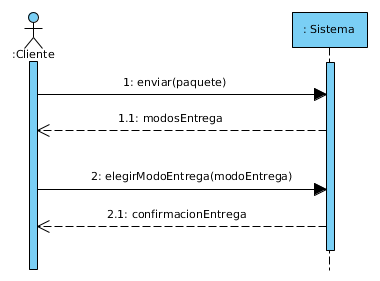 :Cliente
: Sistema
1: enviar(paquete)
1.1: modosEntrega
2: elegirModoEntrega(modoEntrega)
2.1: confirmacionEntrega